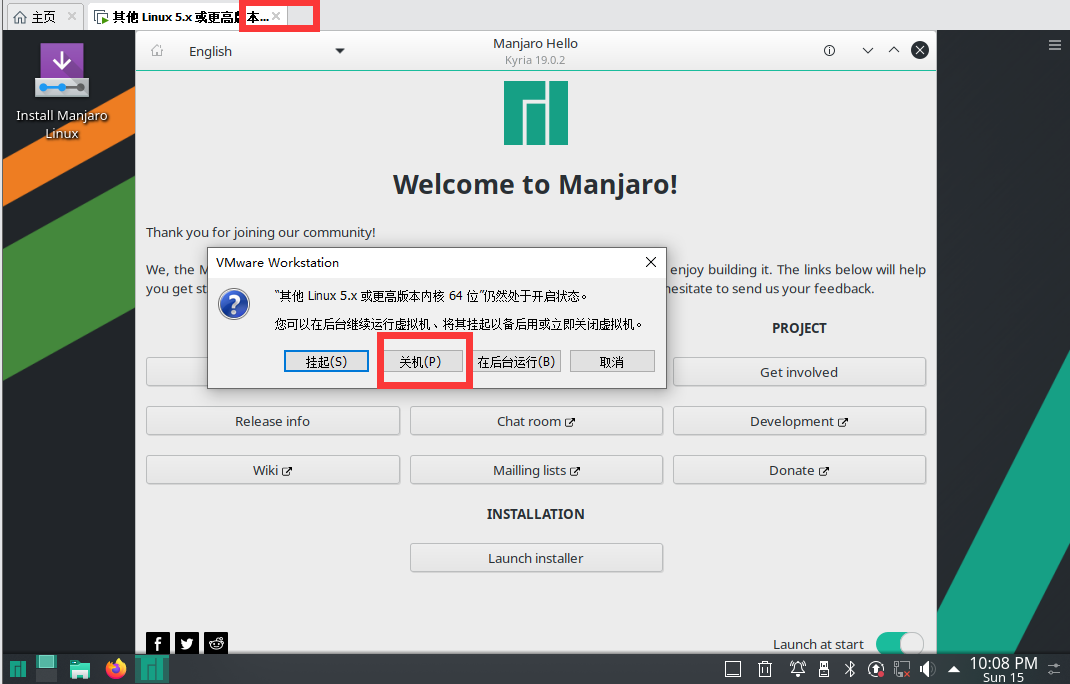 主页
其他 Linux 5.x 或更高
本...
Install Manjaro
Linux
English
Manjaro Hello
Kyria 19.0.2
Welcome to Manjaro!
Thank you for joining our community!
We, the
enjoy building it. The links below will help
you get
hesitate to send us your feedback.
VMware Workstation
“其他 Linux 5.x 或更高版本内核 64 位”仍然处于开启状态。
您可以在后台继续运行虚拟机、将其挂起以备后用或立即关闭虚拟机。
挂起(S)
关机(P)
在后台运行(B)
取消
PROJECT
Get involved
Release info
Chat room
Development
Wiki
Mailling lists
Donate
INSTALLATION
Launch installer
Launch at start
10:08 PM
Sun 15